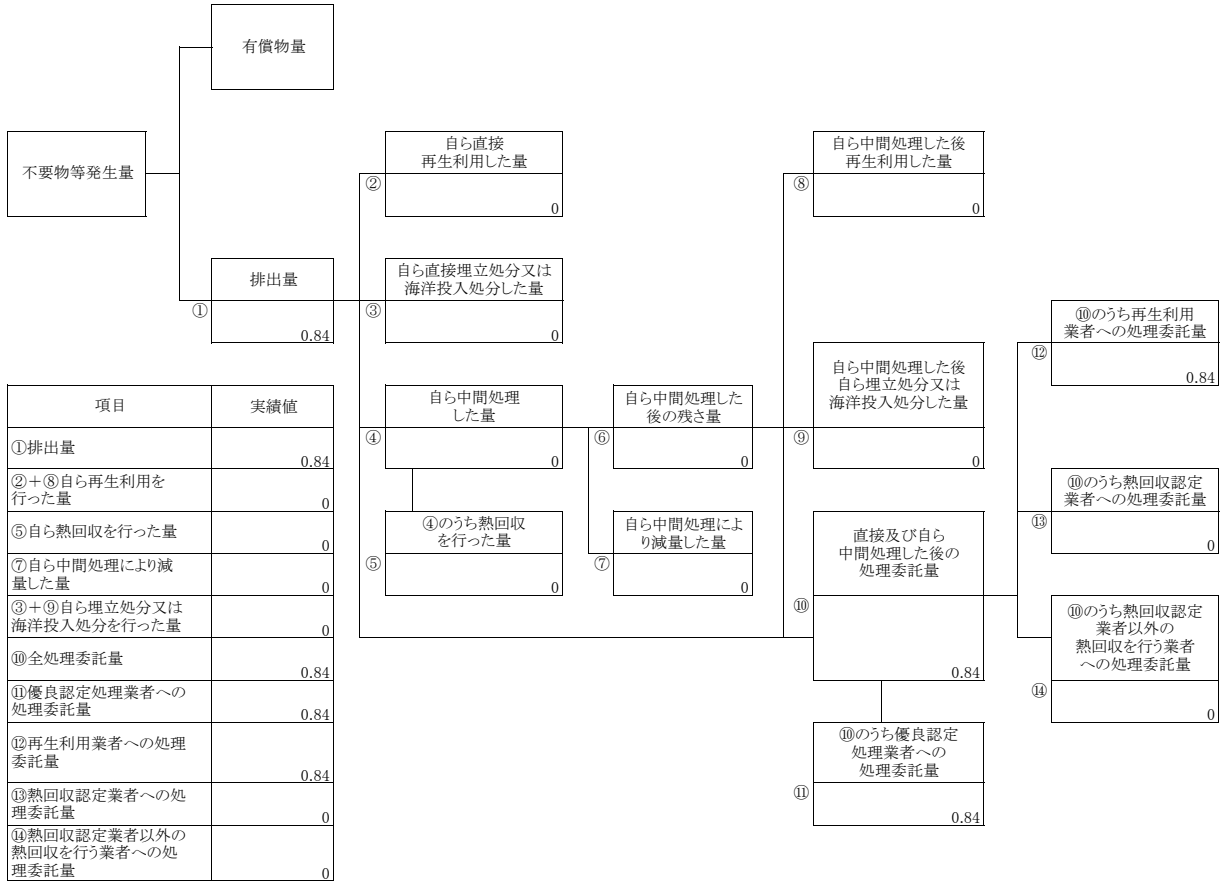 有償物量
不要物等発生量
自ら直接
再生利用した量
②
0
自ら中間処理した後
再生利用した量
⑧
0
排出量
①
0.84
自ら直接埋立処分又は
海洋投入処分した量
③
0
⑩のうち再生利用
業者への処理委託量
⑫
0.84
自ら中間処理した後
自ら埋立処分又は
海洋投入処分した量
⑨
0
自ら中間処理
した量
④
0
自ら中間処理した
後の残さ量
⑥
0
⑩のうち熱回収認定
業者への処理委託量
⑬
0
④のうち熱回収
を行った量
⑤
0
自ら中間処理によ
り減量した量
⑦
0
直接及び自ら
中間処理した後の
処理委託量
⑩
0.84
⑩のうち熱回収認定
業者以外の
熱回収を行う業者
への処理委託量
⑭
0
⑩のうち優良認定
処理業者への
処理委託量
⑪
0.84
項目 実績値
①排出量
0.84
②＋⑧自ら再生利用を
行った量
0
⑤自ら熱回収を行った量
0
⑦自ら中間処理により減
量した量
0
③＋⑨自ら埋立処分又は
海洋投入処分を行った量
0
⑩全処理委託量
0.84
⑪優良認定処理業者への
処理委託量
0.84
⑫再生利用業者への処理
委託量
0.84
⑬熱回収認定業者への処
理委託量
0
⑭熱回収認定業者以外の
熱回収を行う業者への処
理委託量
0